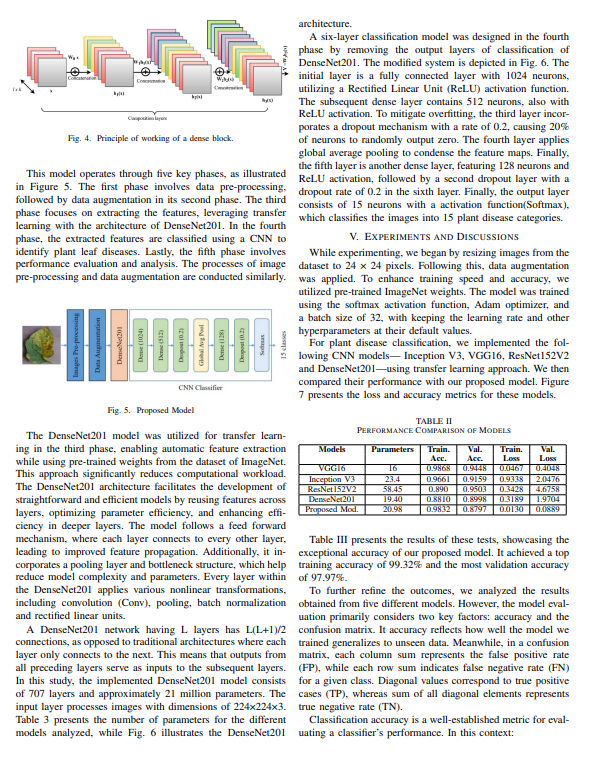 W₀ x
W₁h₁(x)
W₂h₂(x)
l x k
x
Concatenation
h₁(x)
Concatenation
h₂(x)
Concatenation
h₃(x)
Composition layers
Fig. 4. Principle of working of a dense block.
This model operates through five key phases, as illustrated
in Figure 5. The first phase involves data pre-processing,
followed by data augmentation in its second phase. The third
phase focuses on extracting the features, leveraging transfer
learning with the architecture of DenseNet201. In the fourth
phase, the extracted features are classified using a CNN to
identify plant leaf diseases. Lastly, the fifth phase involves
performance evaluation and analysis. The processes of image
pre-processing and data augmentation are conducted similarly.
Images Pre-processing
Data Augmentation
DenseNet201
Dense (1024)
Dense (512)
Dropout (0.2)
Global Avg Pool
Dense (128)
Dropout (0.2)
Softmax
15 classes
CNN Classifier
Fig. 5. Proposed Model
The DenseNet201 model was utilized for transfer learn-
ing in the third phase, enabling automatic feature extraction
while using pre-trained weights from the dataset of ImageNet.
This approach significantly reduces computational workload.
The DenseNet201 architecture facilitates the development of
straightforward and efficient models by reusing features across
layers, optimizing parameter efficiency, and enhancing effi-
ciency in deeper layers. The model follows a feed forward
mechanism, where each layer connects to every other layer,
leading to improved feature propagation. Additionally, it in-
corporates a pooling layer and bottleneck structure, which help
reduce model complexity and parameters. Every layer within
the DenseNet201 applies various nonlinear transformations,
including convolution (Conv), pooling, batch normalization
and rectified linear units.
A DenseNet201 network having L layers has L(L+1)/2
connections, as opposed to traditional architectures where each
layer only connects to the next. This means that outputs from
all preceding layers serve as inputs to the subsequent layers.
In this study, the implemented DenseNet201 model consists
of 707 layers and approximately 21 million parameters. The
input layer processes images with dimensions of 224×224×3.
Table 3 presents the number of parameters for the different
models analyzed, while Fig. 6 illustrates the DenseNet201
architecture.
A six-layer classification model was designed in the fourth
phase by removing the output layers of classification of
DenseNet201. The modified system is depicted in Fig. 6. The
initial layer is a fully connected with 1024 neurons,
utilizing a Rectified Linear Unit (ReLU) activation function.
The subsequent dense layer contains 512 neurons, also with
ReLU activation. To mitigate overfitting, the third layer incor-
porates a dropout mechanism with a rate of 0.2, causing 20%
of neurons to randomly output zero. The fourth layer applies
global average pooling to condense the feature maps. Finally,
the fifth layer is another dense layer, featuring 128 neurons and
ReLU activation, followed by a second dropout layer with a
dropout rate of 0.2 in the sixth layer. Finally, the output layer
consists of 15 neurons with a activation function(Softmax),
which classifies the images into 15 plant disease categories.
V. EXPERIMENTS AND DISCUSSIONS
While experimenting, we began by resizing images from the
dataset to 24 × 24 pixels. Following this, data augmentation
was applied. To enhance training speed and accuracy, we
utilized pre-trained ImageNet weights. The model was trained
using the softmax activation function, Adam optimizer, and
a batch size of 32, with keeping the learning rate and other
hyperparameters at their default values.
For plant disease classification, we implemented the fol-
lowing CNN models— Inception V3, VGG16, ResNet152V2
and DenseNet201—using transfer learning approach. We then
compared their performance with our proposed model. Figure
7 presents the loss and accuracy metrics for these models.
TABLE II
PERFORMANCE COMPARISON OF MODELS
Models Parameters Train. Acc. Val. Acc. Train. Loss Val. Loss
VGG16 16 0.9868 0.9448 0.0467 0.4048
Inception V3 23.4 0.9661 0.9159 0.9338 2.0476
ResNet152V2 58.45 0.890 0.9503 0.3428 4.6758
DenseNet201 19.40 0.8810 0.8998 0.3189 1.9704
Proposed Mod. 20.98 0.9832 0.8797 0.0130 0.0889
Table III presents the results of these tests, showcasing the
exceptional accuracy of our proposed model. It achieved a top
training accuracy of 99.32% and the most validation accuracy
of 97.97%.
To further refine the outcomes, we analyzed the results
obtained from five different models. However, the model eval-
uation primarily considers two key factors: accuracy and the
confusion matrix. It accuracy reflects how well the model we
trained generalizes to unseen data. Meanwhile, in a confusion
matrix, each column sum represents the false positive rate
(FP), while each row sum indicates false negative rate (FN)
for a given class. Diagonal values correspond to true positive
cases (TP), whereas sum of all diagonal elements represents
true negative rate (TN).
Classification accuracy is a well-established metric for eval-
uating a classifier's performance. In this context: